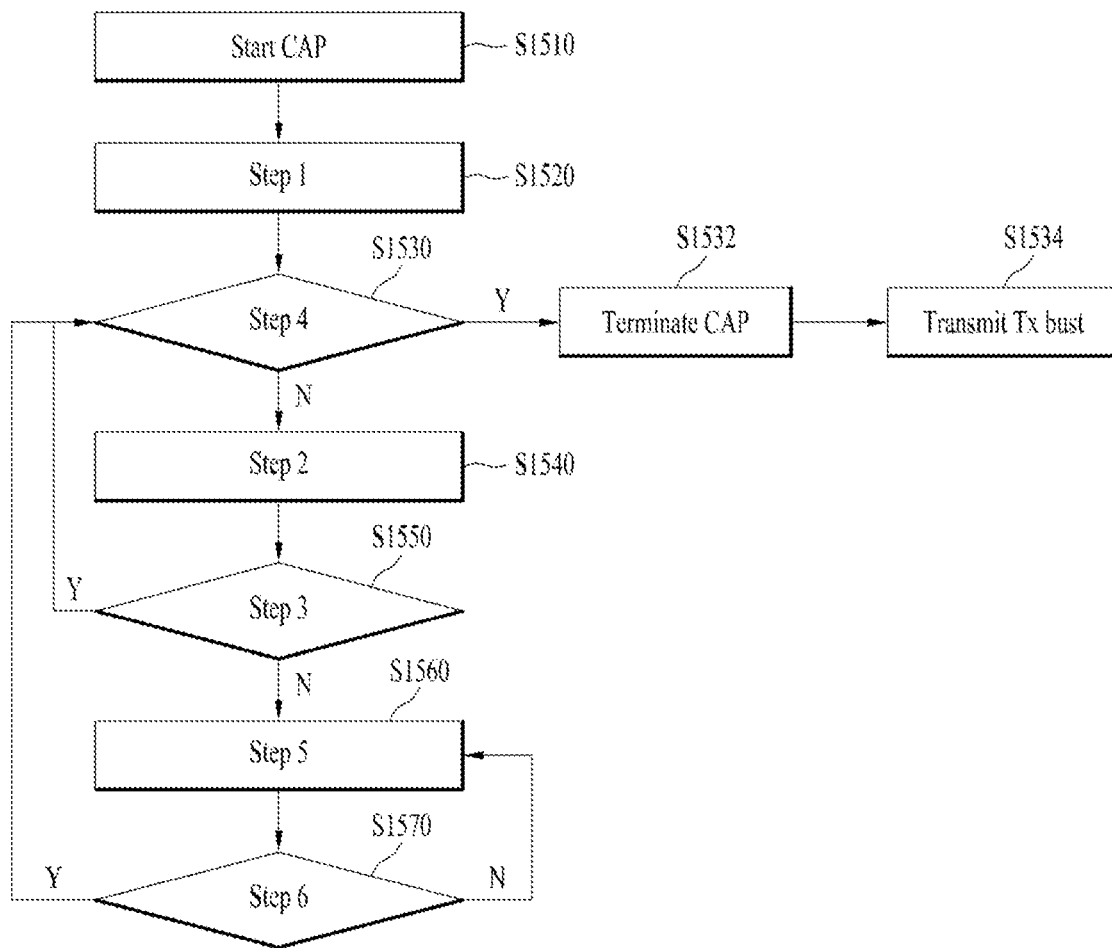 Start CAP
S1510
Step 1
S1520
S1530
S1532
S1534
Step 4
Y
Terminate CAP
Transmit Tx bust
N
Step 2
S1540
S1550
Y
Step 3
N
S1560
Step 5
S1570
Y
Step 6
N